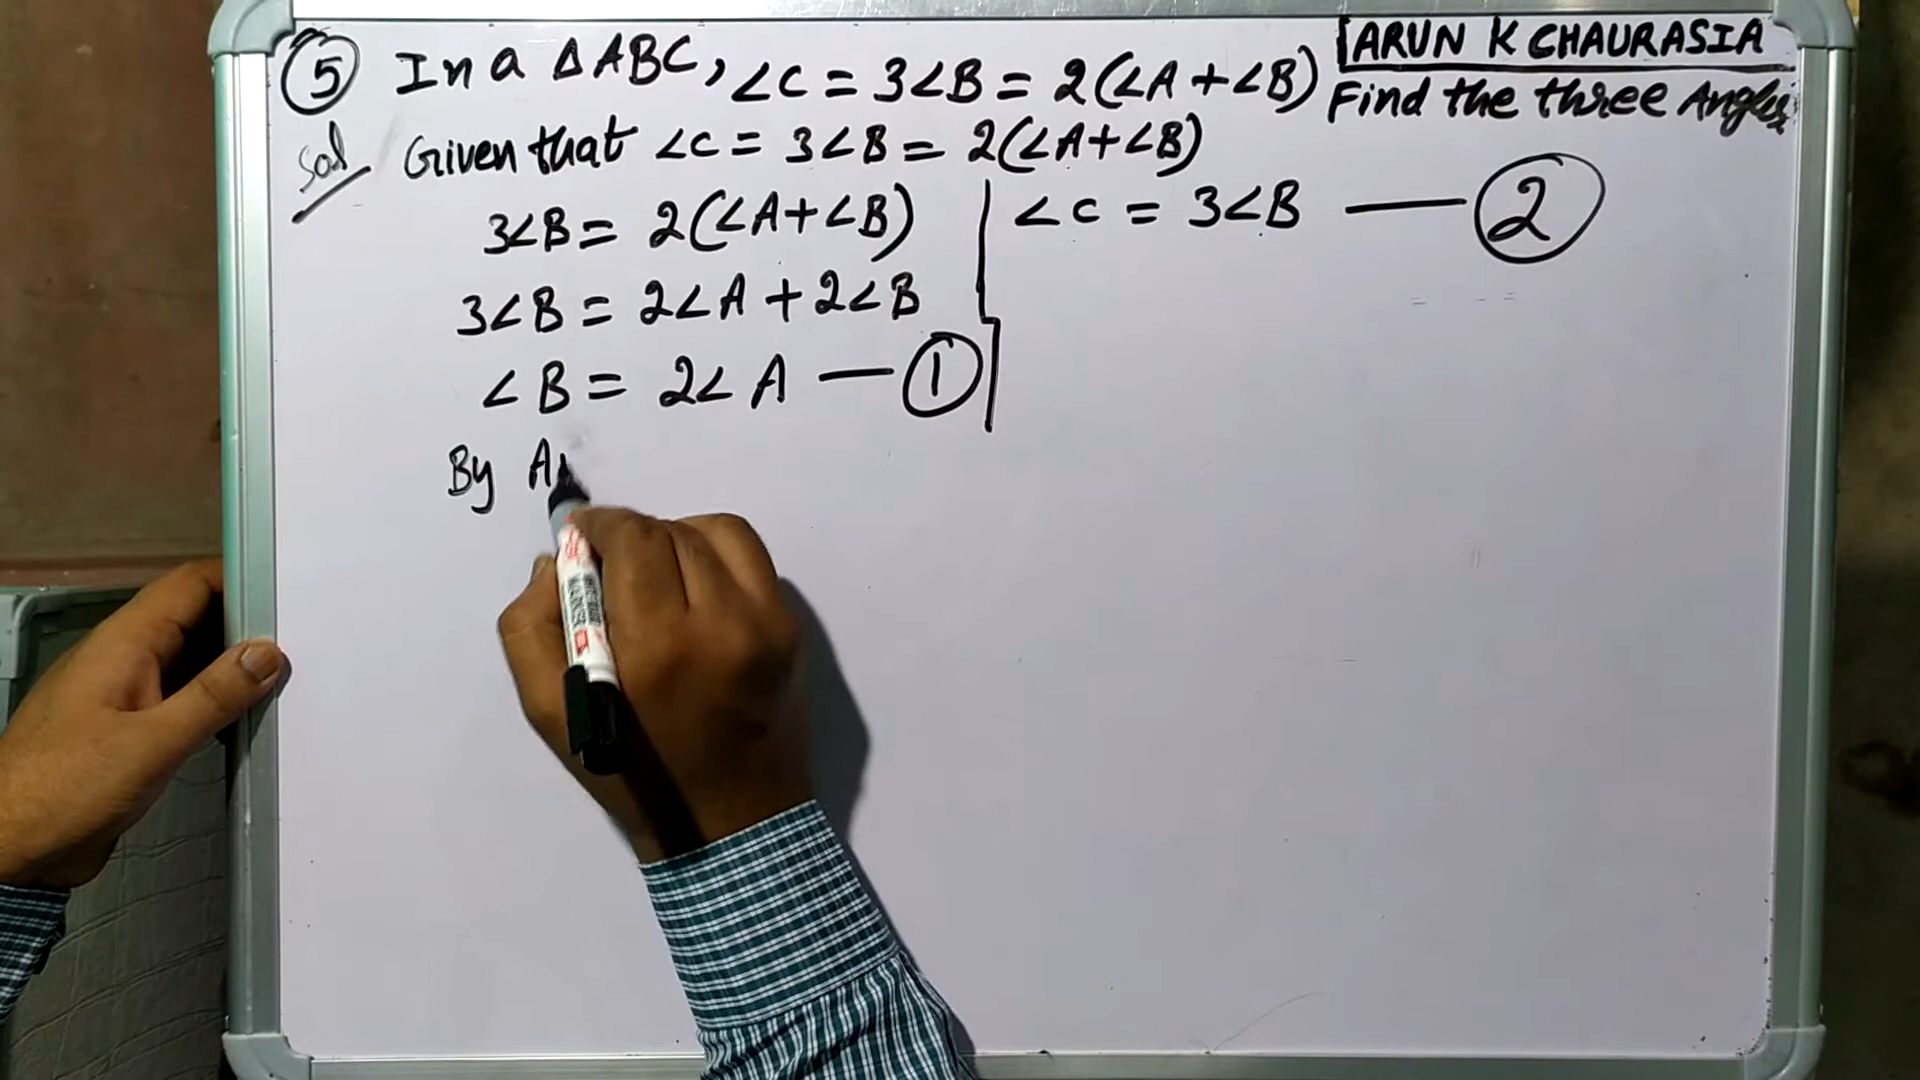 ARUN K CHAURASIA
5 In a ΔABC, ∠C = 3∠B = 2(∠A+∠B) Find the three Angles
Sol Given that ∠C = 3∠B = 2(∠A+∠B)
3∠B = 2(∠A+∠B)
3∠B = 2∠A + 2∠B
∠B = 2∠A — 1
By
∠C = 3∠B — 2